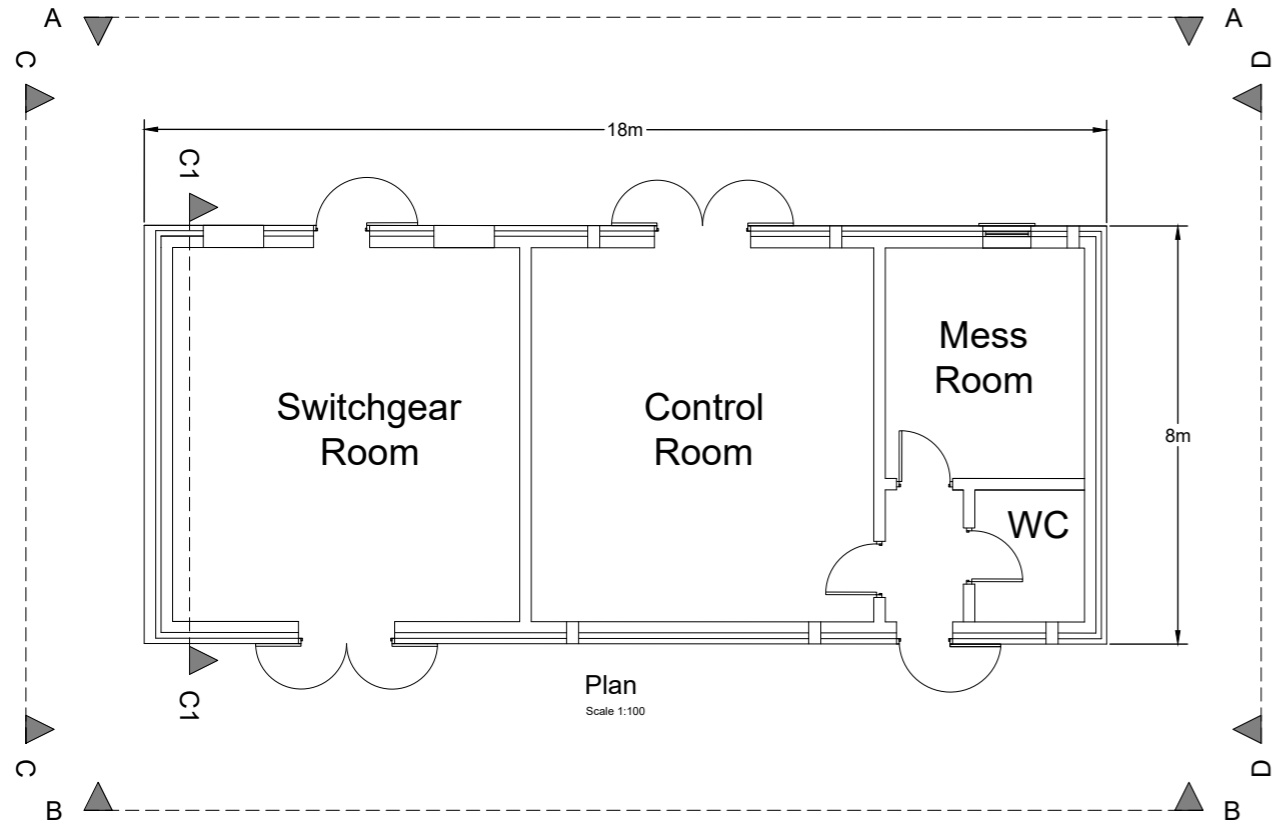 A
A
C
D
18m
C1
Mess
Room
Switchgear
Room
Control
Room
8m
WC
C1
Plan
Scale 1:100
C
D
B
B